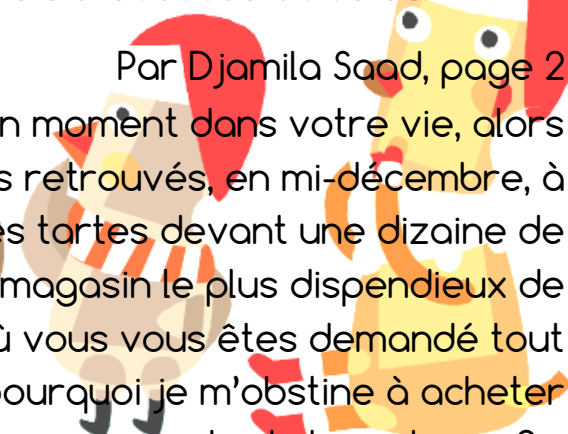 Par Djamila Saad, page 2
n moment dans votre vie, alors
s retrouvés, en mi-décembre, à
es tartes devant une dizaine de
magasin le plus dispendieux de
ù vous vous êtes demandé tout
pourquoi je m'obstine à acheter